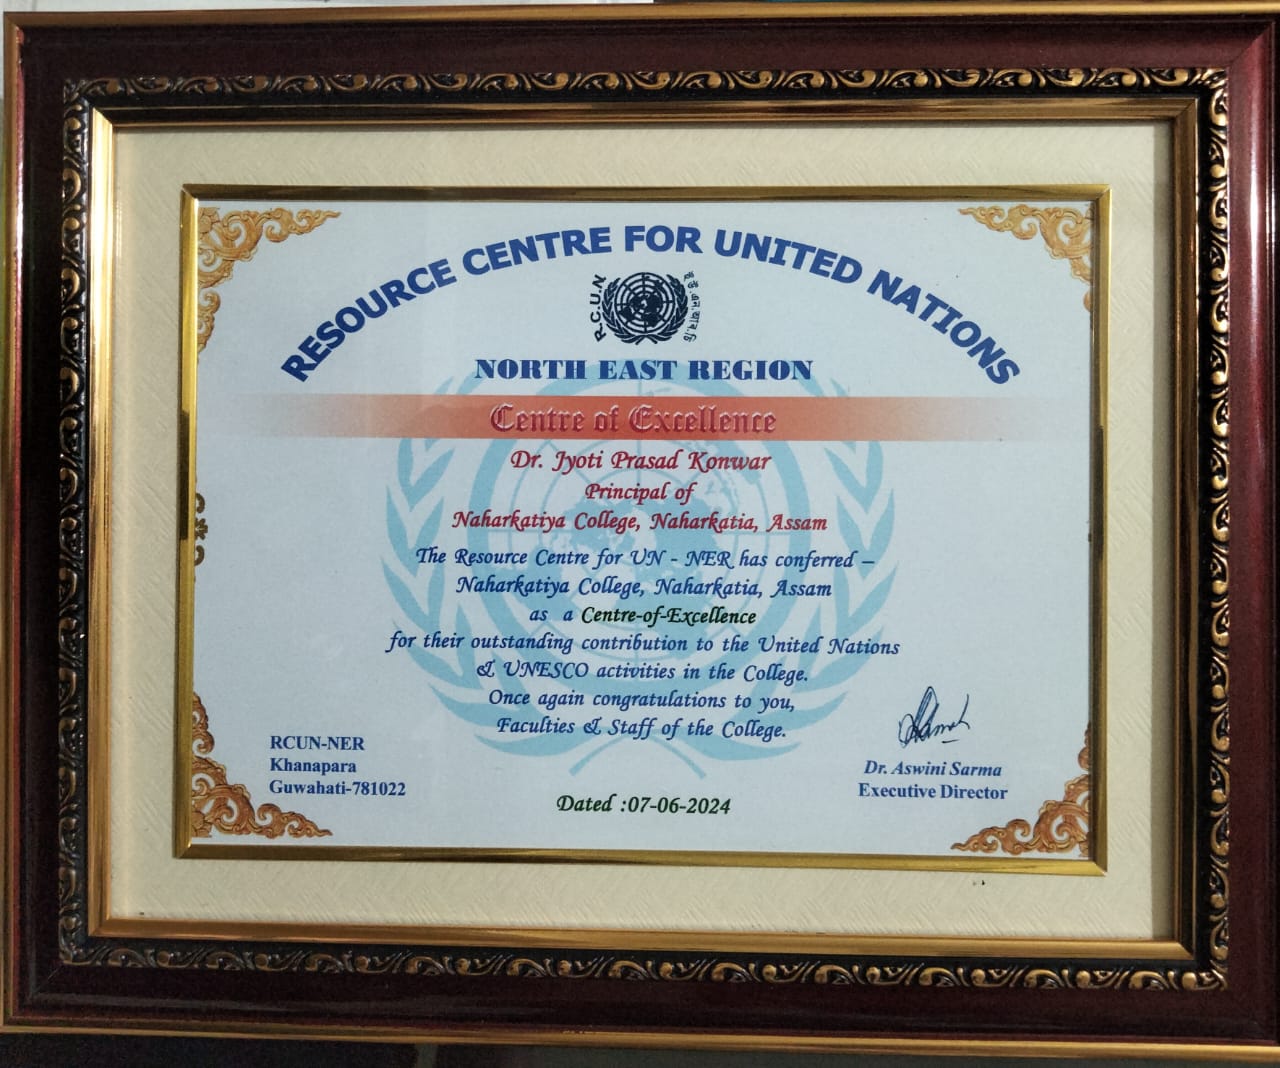 RESOURCE CENTRE FOR UNITED NATIONS
R.C.U.N.
NORTH EAST REGION
Centre of Excellence
Dr. Jyoti Prasad Konwar
Principal of
Naharkatiya College, Naharkatia, Assam
The Resource Centre for UN - NER has conferred –
Naharkatiya College, Naharkatia, Assam
as a Centre-of-Excellence
for their outstanding contribution to the United Nations
& UNESCO activities in the College.
Once again congratulations to you,
Faculties & Staff of the College.
RCUN-NER
Khanapara
Guwahati-781022
Dated :07-06-2024
Dr. Aswini Sarma
Executive Director